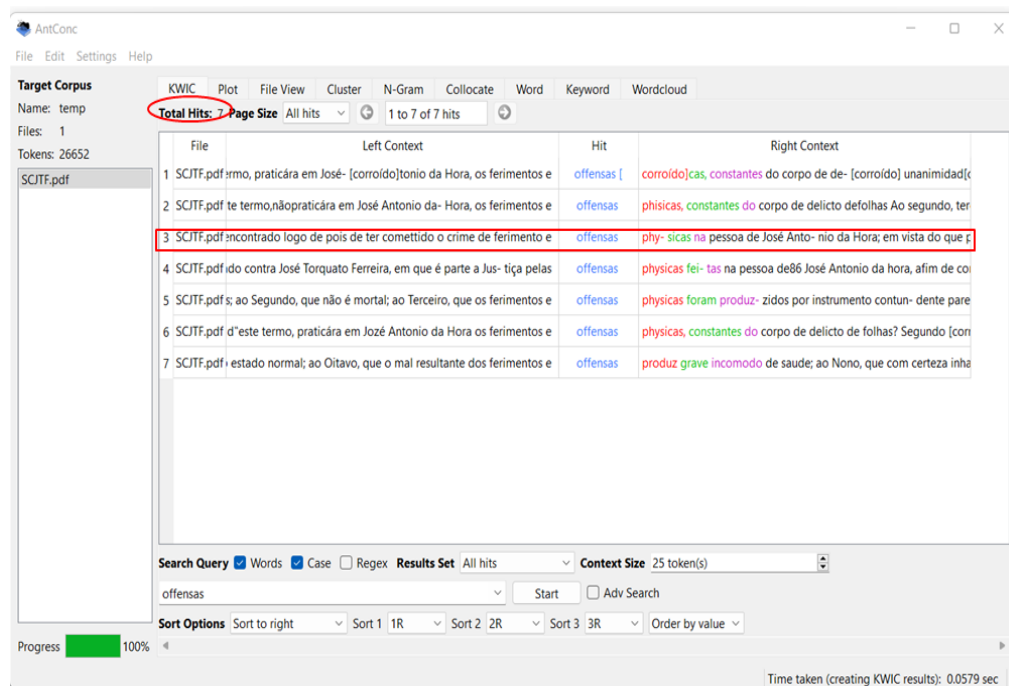 AntConc
File Edit Settings Help
Target Corpus
Name: temp
Files: 1
Tokens: 26652
SCJTF.pdf
Progress 100%
KWIC Plot File View Cluster N-Gram Collocate Word Keyword Wordcloud
Total Hits: 7 Page Size All hits 1 to 7 of 7 hits
File Left Context Hit Right Context
1 SCJTF.pdf ermo, praticára em José- [corroído]tonio da Hora, os ferimentos e offensas [ corroído]cas, constantes do corpo de de- [corroído] unanimidad[c
2 SCJTF.pdf te termo,nãopraticára em José Antonio da- Hora, os ferimentos e offensas phisicas, constantes do corpo de delicto defolhas Ao segundo, ter
3 SCJTF.pdf encontrado logo de pois de ter comettido o crime de ferimento e offensas phy- sicas na pessoa de José Anto- nio da Hora; em vista do que p
4 SCJTF.pdf do contra José Torquato Ferreira, em que é parte a Jus- tiça pelas offensas physicas fei- tas na pessoa de86 José Antonio da hora, afim de co
5 SCJTF.pdf s; ao Segundo, que não é mortal; ao Terceiro, que os ferimentos e offensas physicas foram produz- zidos por instrumento contun- dente pare
6 SCJTF.pdf d"este termo, praticára em Jozé Antonio da Hora os ferimentos e offensas physicas, constantes do corpo de delicto de folhas? Segundo [corr
7 SCJTF.pdf estado normal; ao Oitavo, que o mal resultante dos ferimentos e offensas produz grave incomodo de saude; ao Nono, que com certeza inha
Search Query Words Case Regex Results Set All hits Context Size 25 token(s)
offensas Start Adv Search
Sort Options Sort to right Sort 1 1R Sort 2 2R Sort 3 3R Order by value
Time taken (creating KWIC results): 0.0579 sec